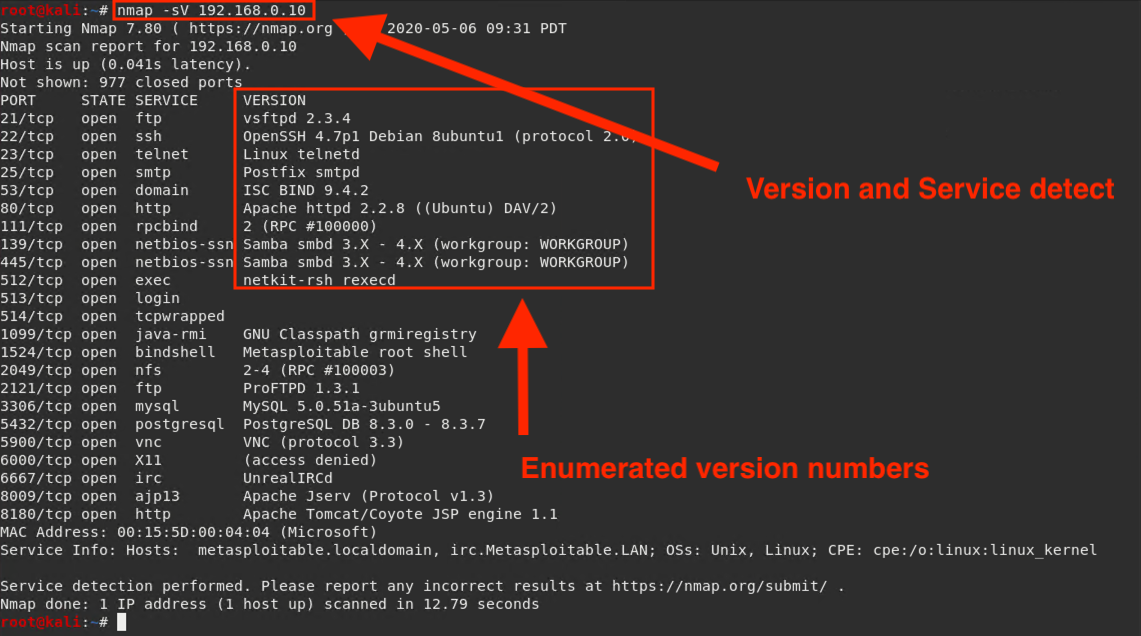 root@kali:~# nmap -sV 192.168.0.10
Starting Nmap 7.80 ( https://nmap.org 2020-05-06 09:31 PDT
Nmap scan report for 192.168.0.10
Host is up (0.041s latency).
Not shown: 977 closed ports
PORT STATE SERVICE VERSION
21/tcp open ftp vsftpd 2.3.4
22/tcp open ssh OpenSSH 4.7p1 Debian 8ubuntu1 (protocol 2.0)
23/tcp open telnet Linux telnetd
25/tcp open smtp Postfix smtpd
53/tcp open domain ISC BIND 9.4.2
80/tcp open http Apache httpd 2.2.8 ((Ubuntu) DAV/2)
111/tcp open rpcbind 2 (RPC #100000)
139/tcp open netbios-ssn Samba smbd 3.X - 4.X (workgroup: WORKGROUP)
445/tcp open netbios-ssn Samba smbd 3.X - 4.X (workgroup: WORKGROUP)
512/tcp open exec netkit-rsh rexecd
513/tcp open login
514/tcp open tcpwrapped
1099/tcp open java-rmi GNU Classpath grmiregistry
1524/tcp open bindshell Metasploitable root shell
2049/tcp open nfs 2-4 (RPC #100003)
2121/tcp open ftp ProFTPD 1.3.1
3306/tcp open mysql MySQL 5.0.51a-3ubuntu5
5432/tcp open postgresql PostgreSQL DB 8.3.0 - 8.3.7
5900/tcp open vnc VNC (protocol 3.3)
6000/tcp open X11 (access denied)
6667/tcp open irc UnrealIRCd
8009/tcp open ajp13 Apache Jserv (Protocol v1.3)
8180/tcp open http Apache Tomcat/Coyote JSP engine 1.1
MAC Address: 00:15:5D:00:04:04 (Microsoft)
Service Info: Hosts:  metasploitable.localdomain, irc.Metasploitable.LAN; OSs: Unix, Linux; CPE: cpe:/o:linux:linux_kernel
Service detection performed. Please report any incorrect results at https://nmap.org/submit/ .
Nmap done: 1 IP address (1 host up) scanned in 12.79 seconds
root@kali:~#
Version and Service detect
Enumerated version numbers